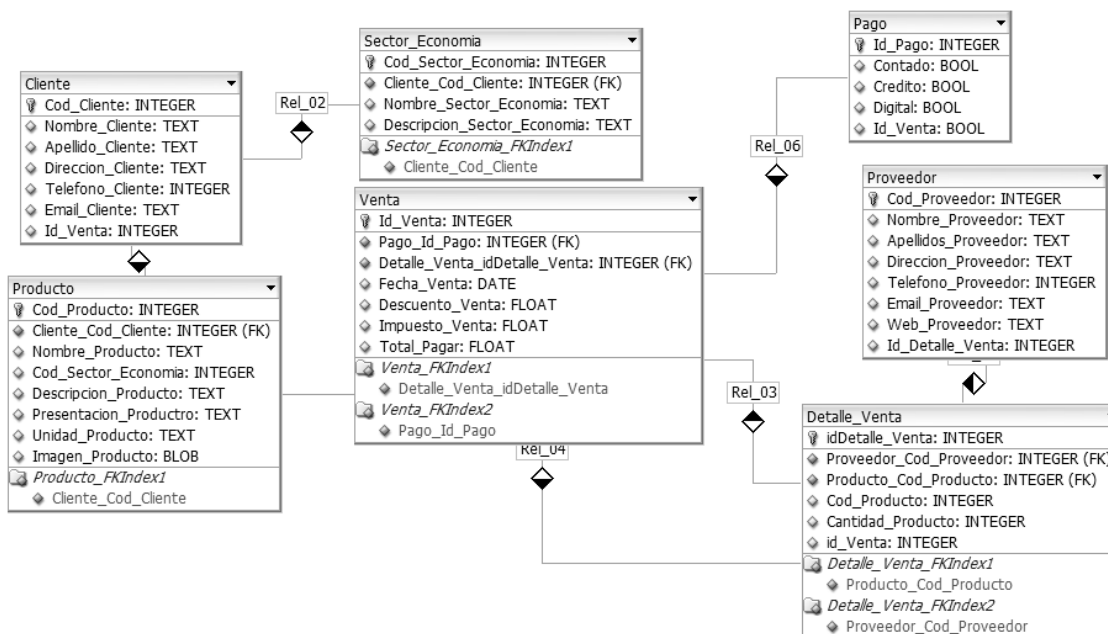 Cliente
Cod_Cliente: INTEGER
Nombre_Cliente: TEXT
Apellido_Cliente: TEXT
Direccion_Cliente: TEXT
Telefono_Cliente: INTEGER
Email_Cliente: TEXT
Id_Venta: INTEGER
Rel_02
Sector_Economia
Cod_Sector_Economia: INTEGER
Cliente_Cod_Cliente: INTEGER (FK)
Nombre_Sector_Economia: TEXT
Descripcion_Sector_Economia: TEXT
Sector_Economia_FKIndex1
Cliente_Cod_Cliente
Pago
Id_Pago: INTEGER
Contado: BOOL
Credito: BOOL
Digital: BOOL
Id_Venta: BOOL
Rel_06
Proveedor
Cod_Proveedor: INTEGER
Nombre_Proveedor: TEXT
Apellidos_Proveedor: TEXT
Direccion_Proveedor: TEXT
Telefono_Proveedor: INTEGER
Email_Proveedor: TEXT
Web_Proveedor: TEXT
Id_Detalle_Venta: INTEGER
Venta
Id_Venta: INTEGER
Pago_Id_Pago: INTEGER (FK)
Detalle_Venta_idDetalle_Venta: INTEGER (FK)
Fecha_Venta: DATE
Descuento_Venta: FLOAT
Impuesto_Venta: FLOAT
Total_Pagar: FLOAT
Venta_FKIndex1
Detalle_Venta_idDetalle_Venta
Venta_FKIndex2
Pago_Id_Pago
Producto
Cod_Producto: INTEGER
Cliente_Cod_Cliente: INTEGER (FK)
Nombre_Producto: TEXT
Cod_Sector_Economia: INTEGER
Descripcion_Producto: TEXT
Presentacion_Productro: TEXT
Unidad_Producto: TEXT
Imagen_Producto: BLOB
Producto_FKIndex1
Cliente_Cod_Cliente
Rel_03
Rel_04
Detalle_Venta
idDetalle_Venta: INTEGER
Proveedor_Cod_Proveedor: INTEGER (FK)
Producto_Cod_Producto: INTEGER (FK)
Cod_Producto: INTEGER
Cantidad_Producto: INTEGER
id_Venta: INTEGER
Detalle_Venta_FKIndex1
Producto_Cod_Producto
Detalle_Venta_FKIndex2
Proveedor_Cod_Proveedor